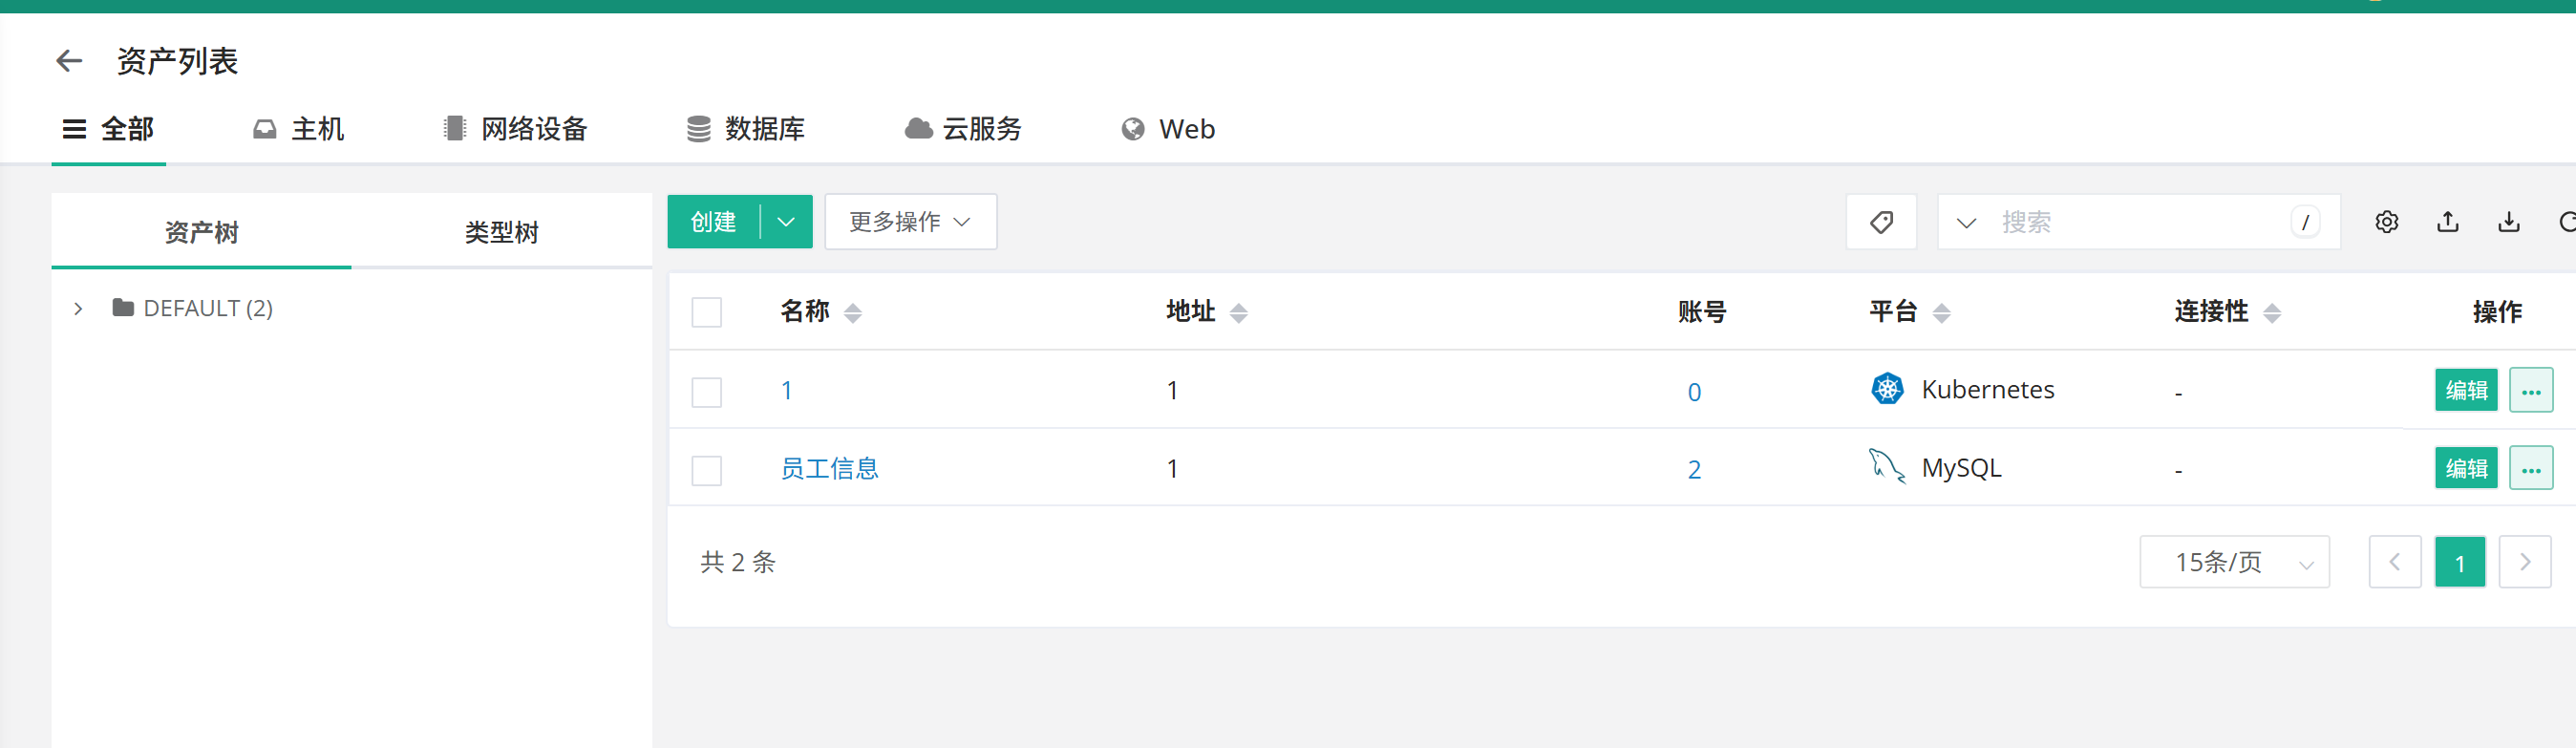 资产列表
全部 主机 网络设备 数据库 云服务 Web
资产树 类型树
DEFAULT (2)
创建 更多操作 搜索 /
名称 地址 账号 平台 连接性 操作
1 1 0 Kubernetes - 编辑 ...
员工信息 1 2 MySQL - 编辑 ...
共 2 条 15条/页 1